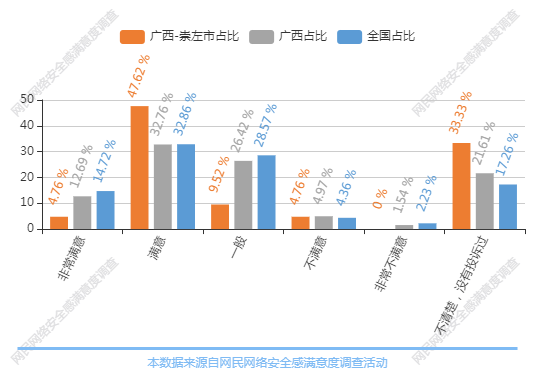 网民网络安全感满意度调查
网民网络安全感满意度调查
广西-崇左市占比 广西占比 全国占比
50
40
30
20
10
0
4.76 % 12.69 % 14.72 %
47.62 % 32.76 % 32.86 %
9.52 % 26.42 % 28.57 %
4.76 % 4.97 % 4.36 %
0 % 1.54 % 2.23 %
33.33 % 21.61 % 17.26 %
非常满意
满意
一般
不满意
非常不满意
不清楚，没有投诉过
网民网络安全感满意度调查
网民网络安全感满意度调查
本数据来源自网民网络安全感满意度调查活动